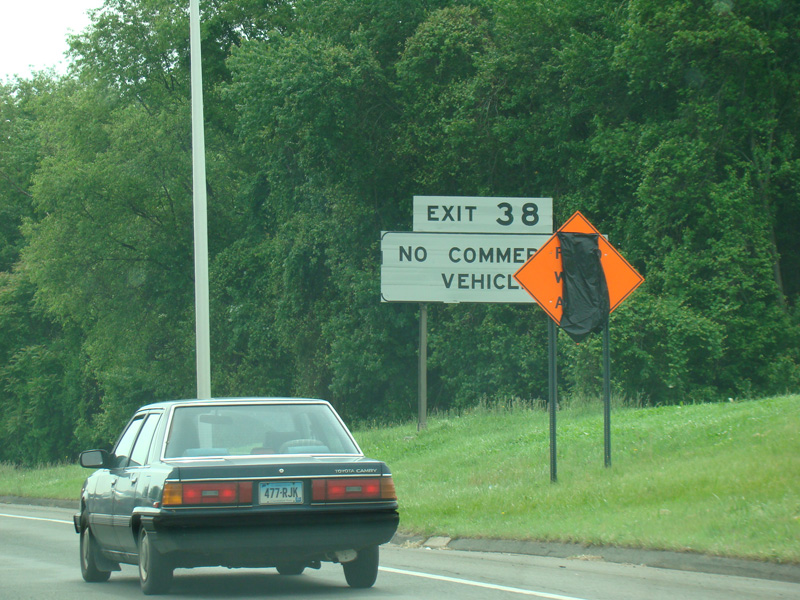 EXIT 38
NO COMMER
VEHICL
TOYOTA CAMRY
477·RJK